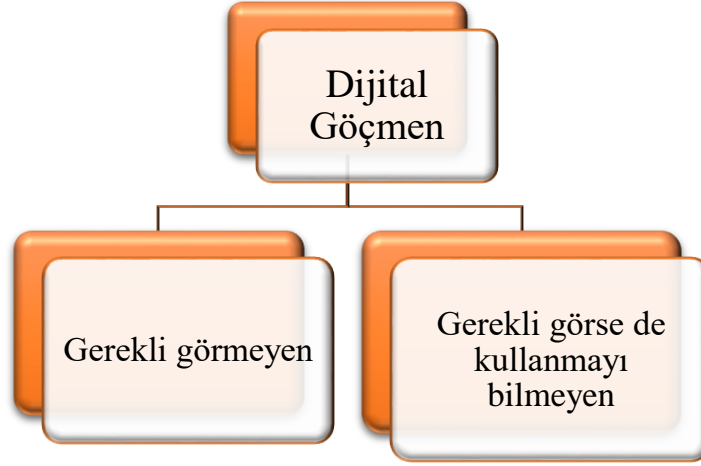 Dijital
Göçmen
Gerekli görmeyen
Gerekli görse de
kullanmayı
bilmeyen